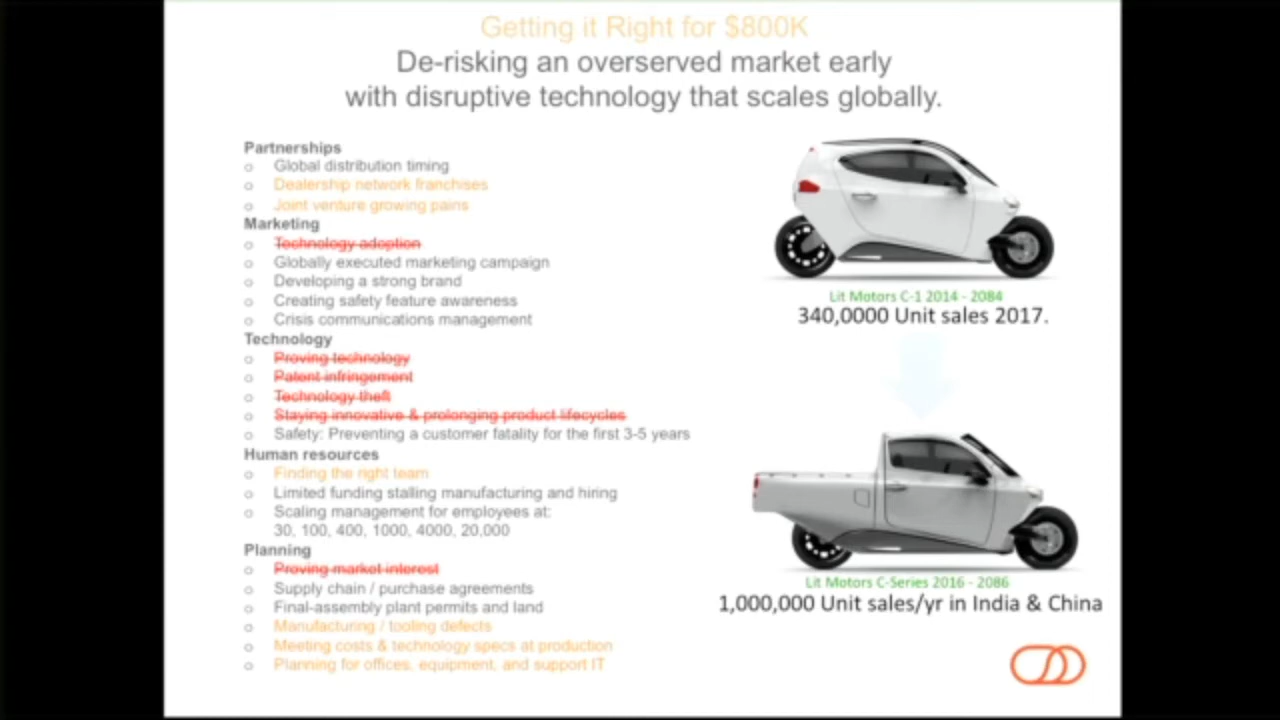 Getting it Right for $800K
De-risking an overserved market early
with disruptive technology that scales globally.
Partnerships
o Global distribution timing
o Dealership network franchises
o Joint venture growing pains
Marketing
o Technology adoption
o Globally executed marketing campaign
o Developing a strong brand
o Creating safety feature awareness
o Crisis communications management
Technology
o Proving technology
o Patent infringement
o Technology theft
o Staying innovative & prolonging product lifecycles
o Safety: Preventing a customer fatality for the first 3-5 years
Human resources
o Finding the right team
o Limited funding stalling manufacturing and hiring
o Scaling management for employees at:
30, 100, 400, 1000, 4000, 20,000
Planning
o Proving market interest
o Supply chain / purchase agreements
o Final-assembly plant permits and land
o Manufacturing / tooling defects
o Meeting costs & technology specs at production
o Planning for offices, equipment, and support IT
Lit Motors C-1 2014 - 2084
340,0000 Unit sales 2017.
Lit Motors C-Series 2016 - 2086
1,000,000 Unit sales/yr in India & China